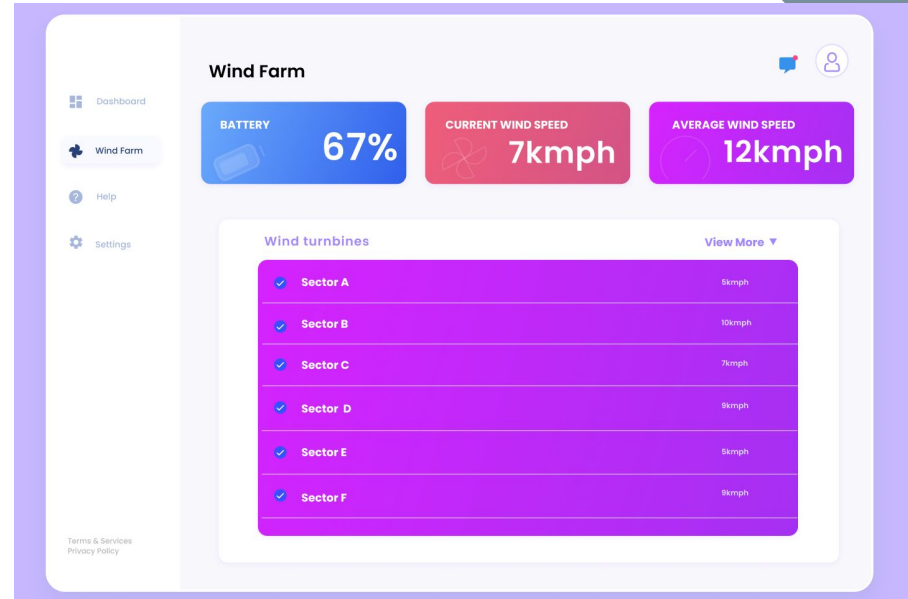 Wind Farm
Dashboard
Wind Farm
Help
Settings
BATTERY
67%
CURRENT WIND SPEED
7kmph
AVERAGE WIND SPEED
12kmph
Wind turnbines
View More ▼
Sector A
5kmph
Sector B
10kmph
Sector C
7kmph
Sector D
9kmph
Sector E
5kmph
Sector F
9kmph
Terms & Services
Privacy Policy